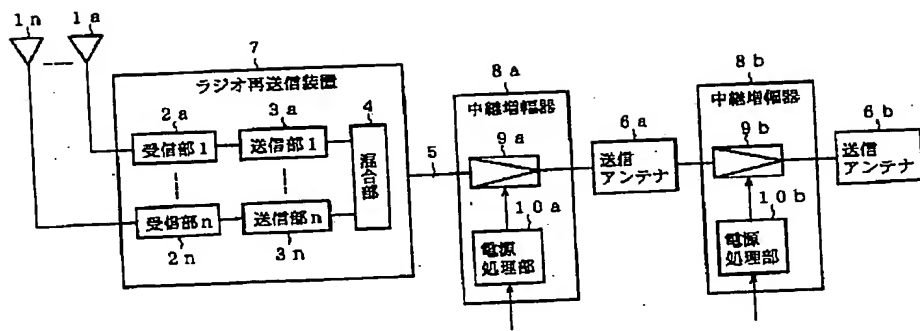 1n
1a
7
ラジオ再送信装置
2a
3a
4
受信部1
送信部1
混合部
受信部n
送信部n
2n
3n
5
8a
中継増幅器
9a
10a
電源
処理部
6a
送信
アンテナ
8b
中継増幅器
9b
10b
電源
処理部
6b
送信
アンテナ